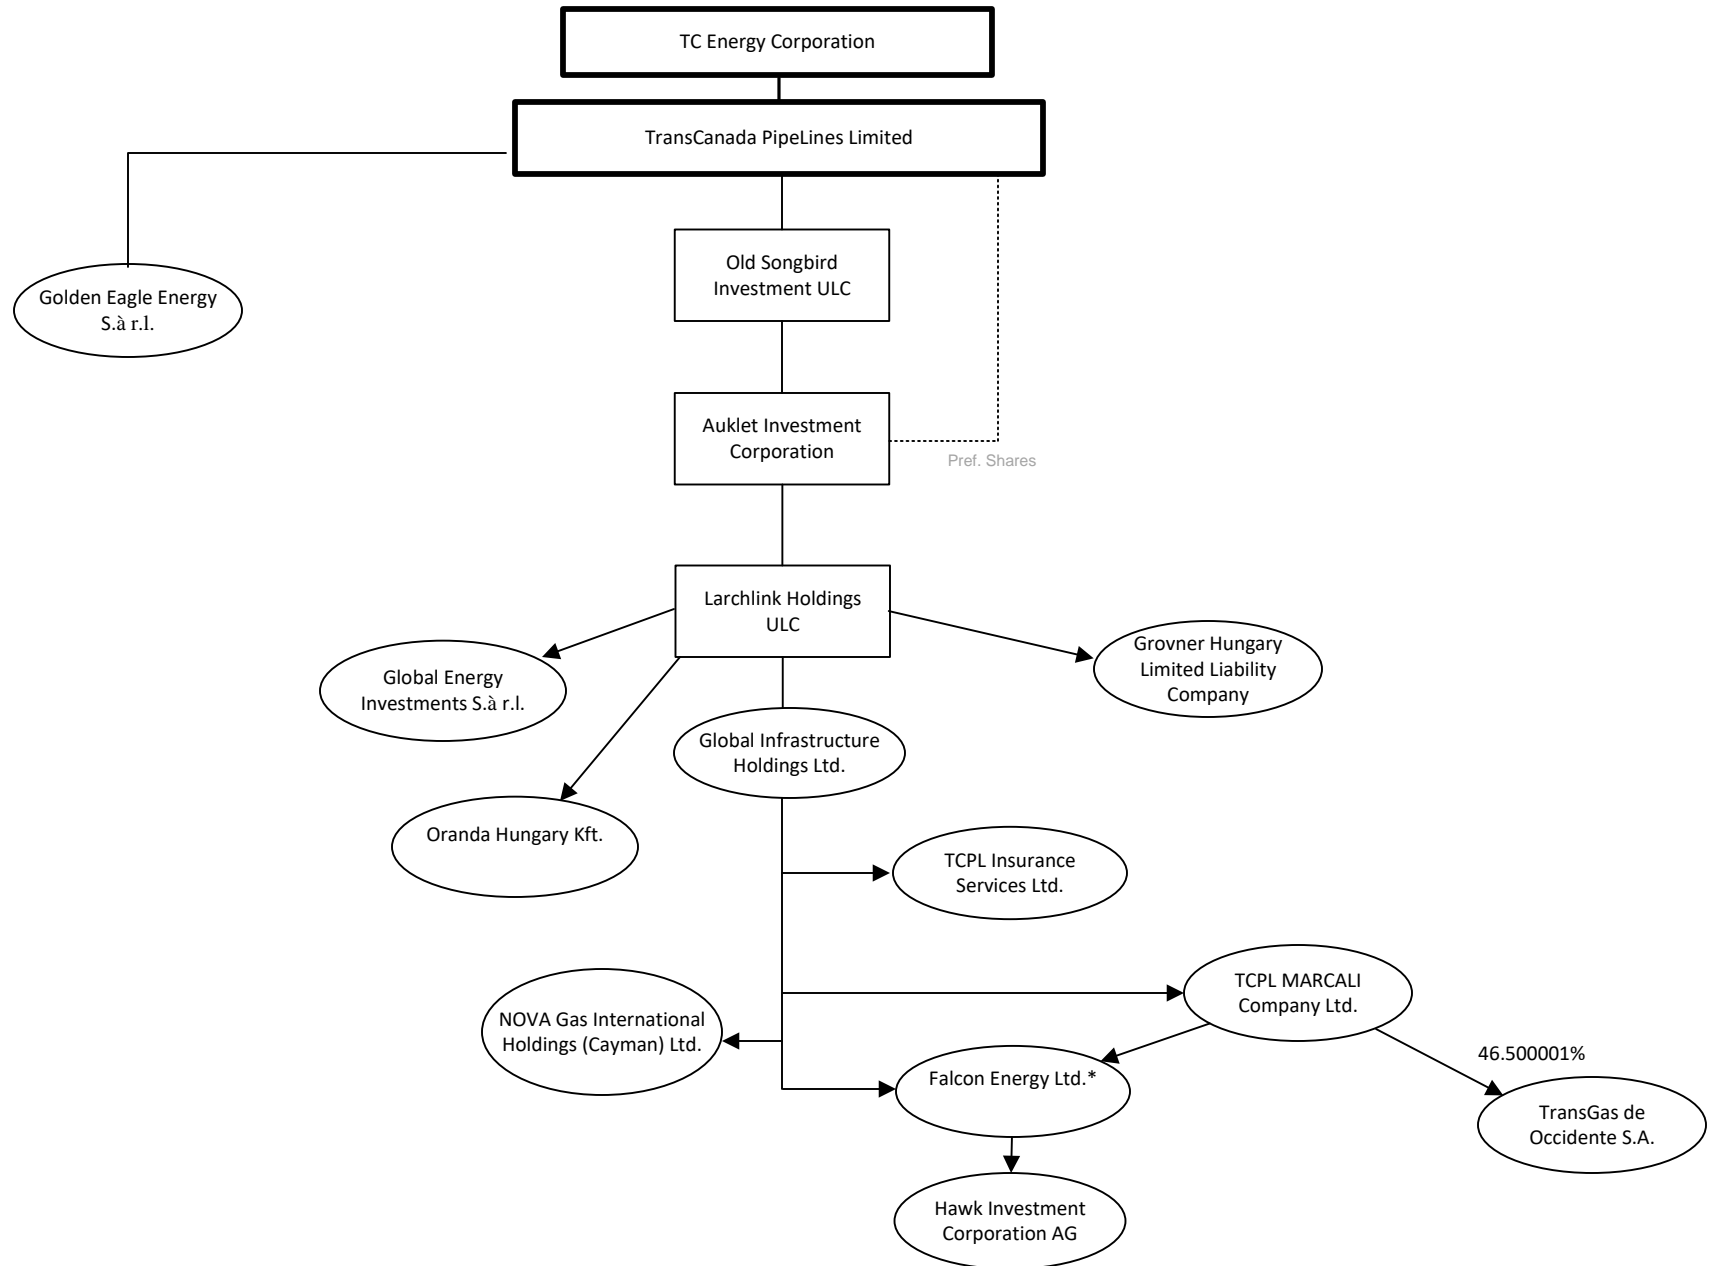 TC Energy Corporation
TransCanada PipeLines Limited
Old Songbird
Investment ULC
Golden Eagle Energy
S.à r.l.
Auklet Investment
Corporation
Pref. Shares
Larchlink Holdings
ULC
Global Energy
Investments S.à r.l.
Grovner Hungary
Limited Liability
Company
Global Infrastructure
Holdings Ltd.
Oranda Hungary Kft.
TCPL Insurance
Services Ltd.
TCPL MARCALI
Company Ltd.
NOVA Gas International
Holdings (Cayman) Ltd.
46.500001%
Falcon Energy Ltd.*
TransGas de
Occidente S.A.
Hawk Investment
Corporation AG